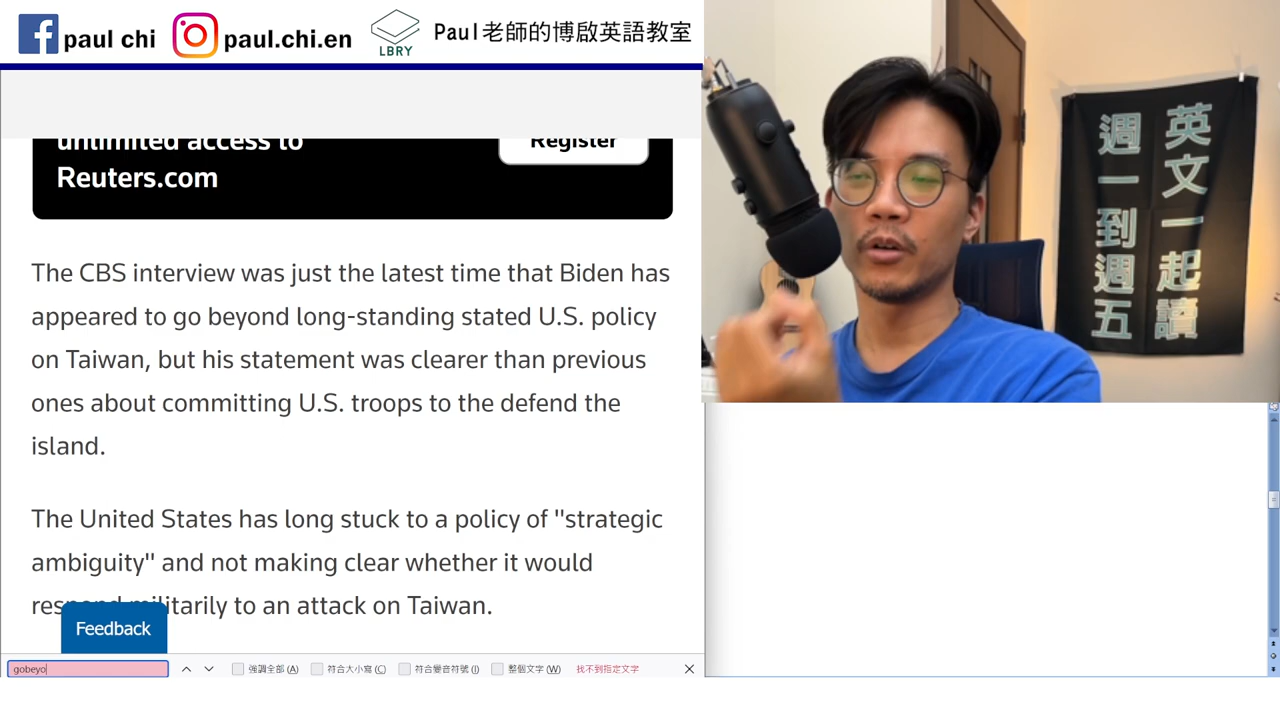 paul chi
paul.chi.en
LBRY
Paul老師的博啟英語教室
unlimited access to
Reuters.com
Register
The CBS interview was just the latest time that Biden has
appeared to go beyond long-standing stated U.S. policy
on Taiwan, but his statement was clearer than previous
ones about committing U.S. troops to the defend the
island.
The United States has long stuck to a policy of "strategic
ambiguity" and not making clear whether it would
respond militarily to an attack on Taiwan.
Feedback
gobeyo
強調全部 (A)
符合大小寫 (C)
符合變音符號 (I)
整個文字 (W)
找不到指定文字
英文一起讀
週一到週五